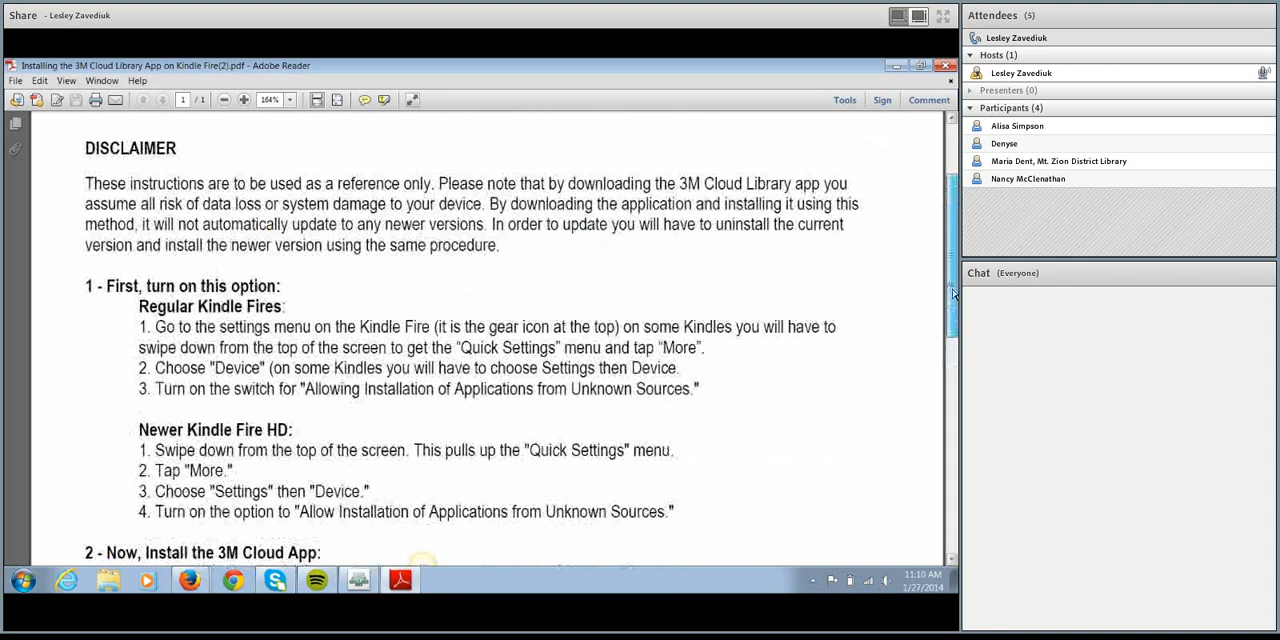 Share - Lesley Zavediuk
Installing the 3M Cloud Library App on Kindle Fire(2).pdf - Adobe Reader
File Edit View Window Help
1 / 1 164% Tools Sign Comment
DISCLAIMER
These instructions are to be used as a reference only. Please note that by downloading the 3M Cloud Library app you
assume all risk of data loss or system damage to your device. By downloading the application and installing it using this
method, it will not automatically update to any newer versions. In order to update you will have to uninstall the current
version and install the newer version using the same procedure.
1 - First, turn on this option:
Regular Kindle Fires:
1. Go to the settings menu on the Kindle Fire (it is the gear icon at the top) on some Kindles you will have to
swipe down from the top of the screen to get the “Quick Settings” menu and tap “More”.
2. Choose "Device" (on some Kindles you will have to choose Settings then Device.
3. Turn on the switch for "Allowing Installation of Applications from Unknown Sources."
Newer Kindle Fire HD:
1. Swipe down from the top of the screen. This pulls up the "Quick Settings" menu.
2. Tap "More."
3. Choose "Settings" then "Device."
4. Turn on the option to "Allow Installation of Applications from Unknown Sources."
2 - Now, Install the 3M Cloud App:
11:10 AM
1/27/2014
Attendees (5)
Lesley Zavediuk
Hosts (1)
Lesley Zavediuk
Presenters (0)
Participants (4)
Alisa Simpson
Denyse
Maria Dent, Mt. Zion District Library
Nancy McClenathan
Chat (Everyone)